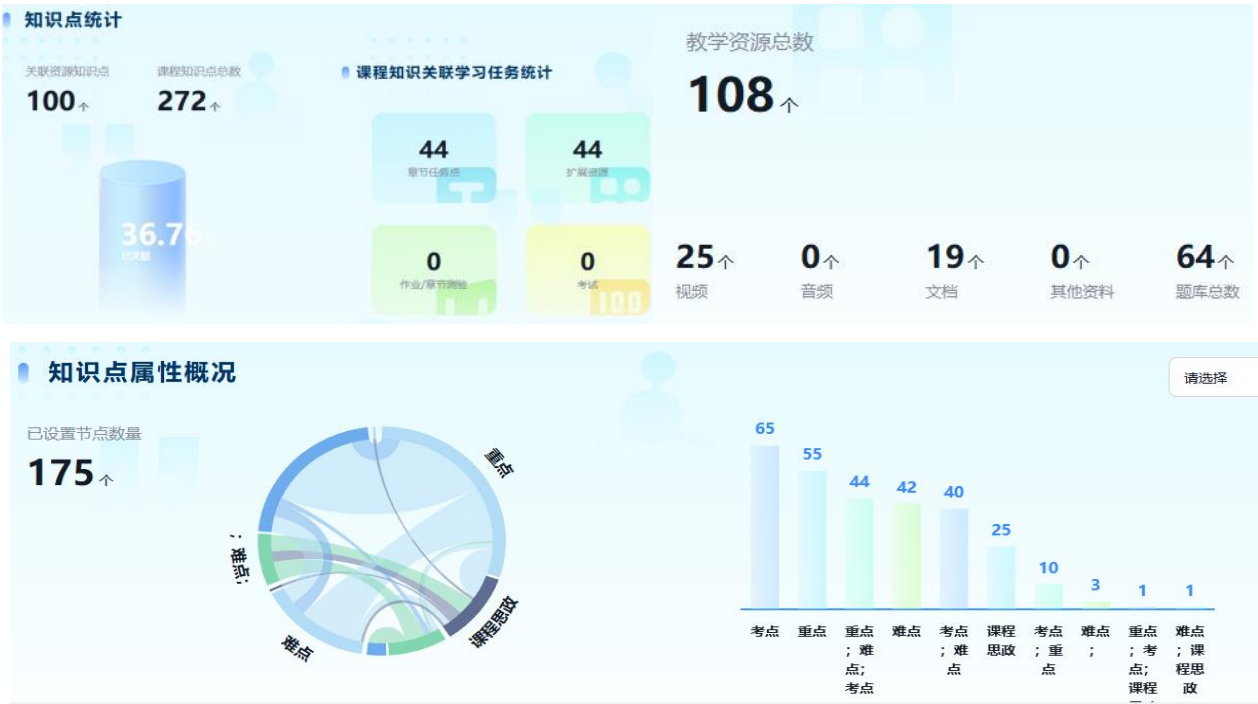 知识点统计
关联资源知识点
100个
课程知识点总数
272个
36.76
已关联
课程知识关联学习任务统计
44
章节任务点
44
扩展资源
0
作业/章节测验
0
考试
100
教学资源总数
108个
25个
视频
0个
音频
19个
文档
0个
其他资料
64个
题库总数
知识点属性概况
已设置节点数量
175个
重点
课程思政
难点
; 难点;
请选择
65
55
44
42
40
25
10
3
1
1
考点
重点
重点
; 难
点;
考点
难点
考点
; 难
点
课程
思政
考点
; 重
点
难点
;
重点
; 考
点;
课程
难点
; 课
程思
政